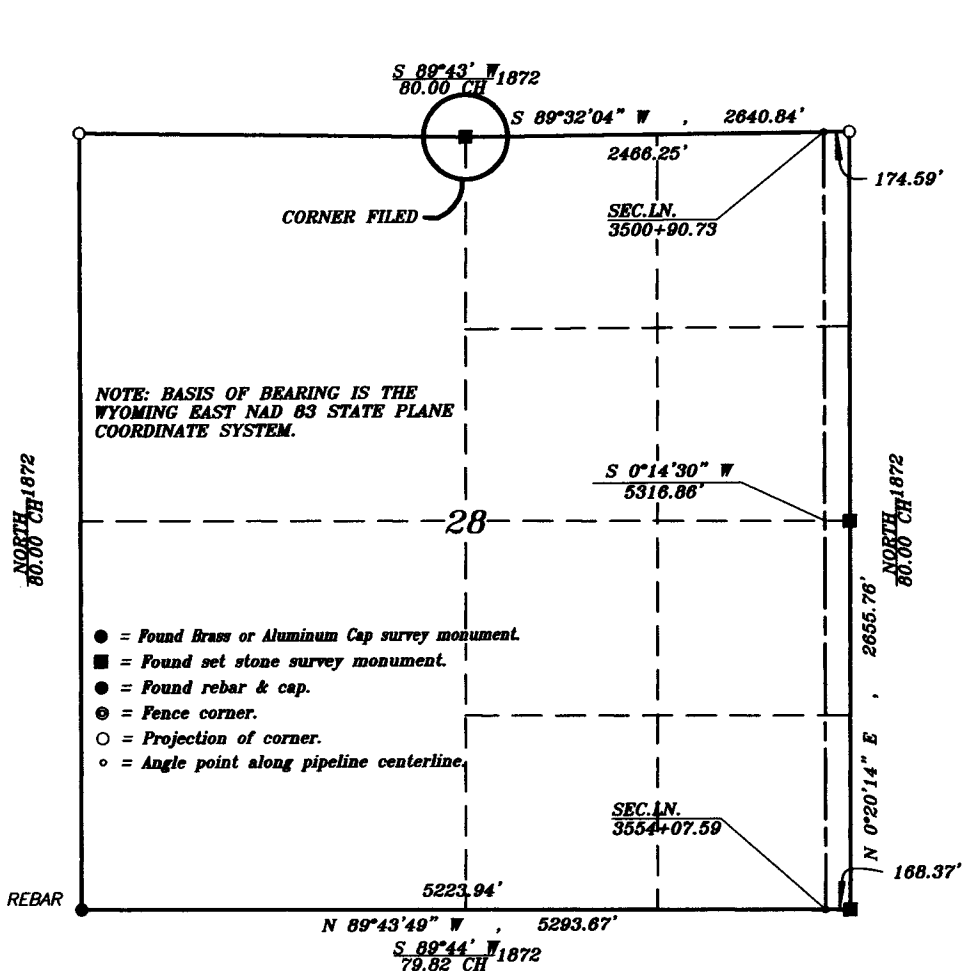 S 89°43' W
80.00 CH
1872
S 89°32'04" W , 2640.84'
2466.25'
174.59'
CORNER FILED
SEC.LN.
3500+90.73
NOTE: BASIS OF BEARING IS THE
WYOMING EAST NAD 83 STATE PLANE
COORDINATE SYSTEM.
S 0°14'30" W
5316.86'
NORTH
80.00 CH
1872
28
NORTH
80.00 CH
1872
● = Found Brass or Aluminum Cap survey monument.
■ = Found set stone survey monument.
● = Found rebar & cap.
◎ = Fence corner.
○ = Projection of corner.
∘ = Angle point along pipeline centerline.
N 0°20'14" E , 2655.76'
SEC.LN.
3554+07.59
168.37'
REBAR
5223.94'
N 89°43'49" W , 5293.67'
S 89°44' W
79.82 CH
1872